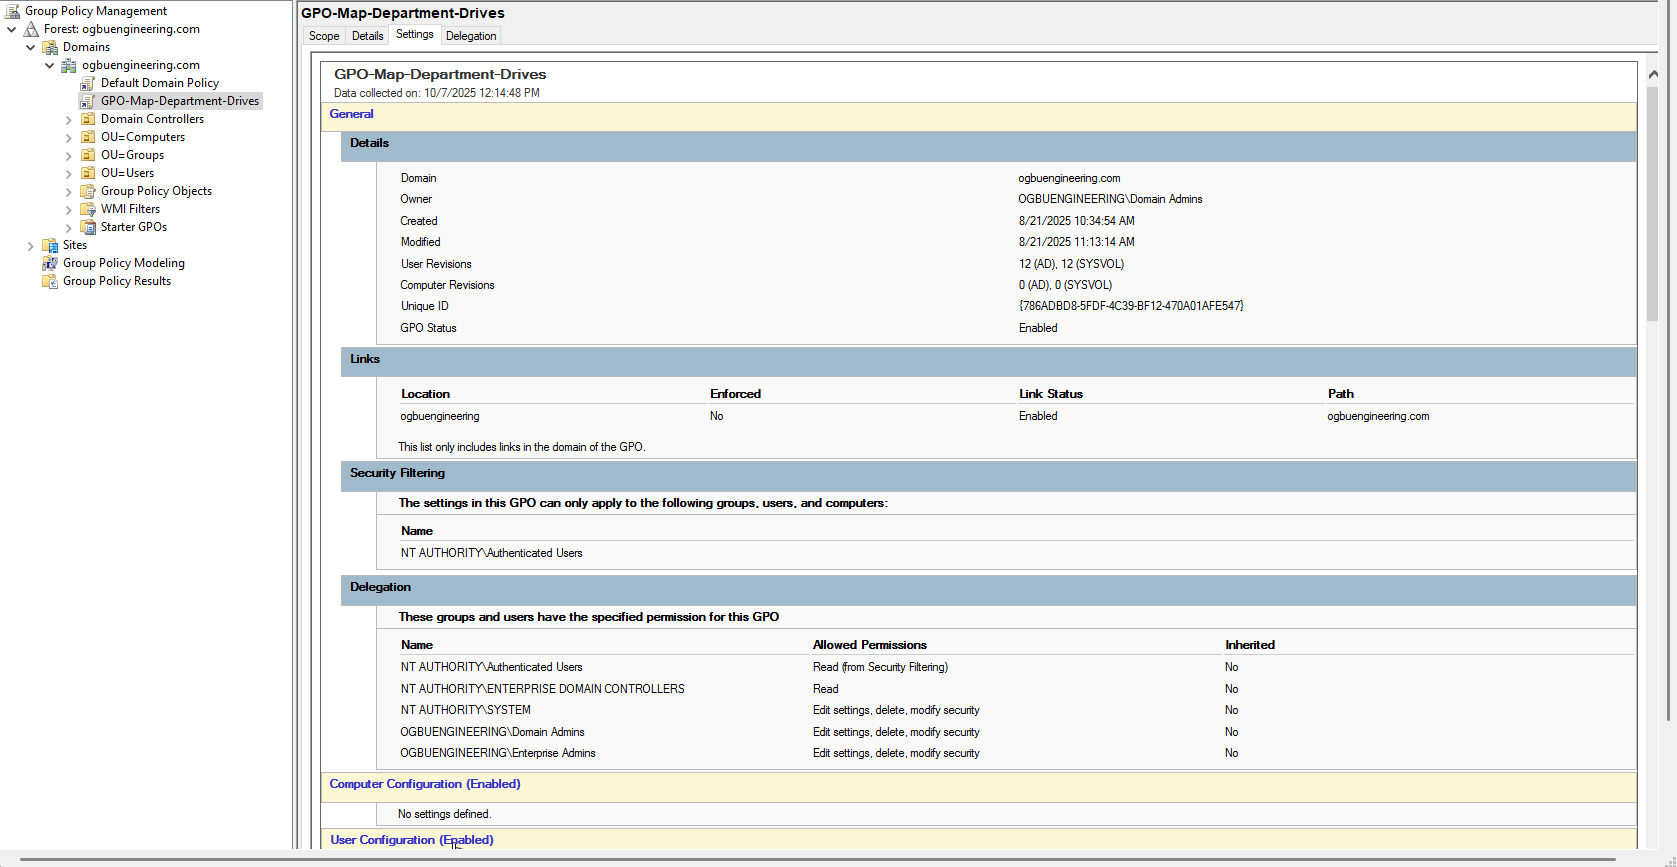 Group Policy Management
Forest: ogbuengineering.com
Domains
ogbuengineering.com
Default Domain Policy
GPO-Map-Department-Drives
Domain Controllers
OU=Computers
OU=Groups
OU=Users
Group Policy Objects
WMI Filters
Starter GPOs
Sites
Group Policy Modeling
Group Policy Results
GPO-Map-Department-Drives
Scope Details Settings Delegation
GPO-Map-Department-Drives
Data collected on: 10/7/2025 12:14:48 PM
General
Details
Domain ogbuengineering.com
Owner OGBUENGINEERING\Domain Admins
Created 8/21/2025 10:34:54 AM
Modified 8/21/2025 11:13:14 AM
User Revisions 12 (AD), 12 (SYSVOL)
Computer Revisions 0 (AD), 0 (SYSVOL)
Unique ID {786ADBD8-5FDF-4C39-BF12-470A01AFE547}
GPO Status Enabled
Links
Location Enforced Link Status Path
ogbuengineering No Enabled ogbuengineering.com
This list only includes links in the domain of the GPO.
Security Filtering
The settings in this GPO can only apply to the following groups, users, and computers:
Name
NT AUTHORITY\Authenticated Users
Delegation
These groups and users have the specified permission for this GPO
Name Allowed Permissions Inherited
NT AUTHORITY\Authenticated Users Read (from Security Filtering) No
NT AUTHORITY\ENTERPRISE DOMAIN CONTROLLERS Read No
NT AUTHORITY\SYSTEM Edit settings, delete, modify security No
OGBUENGINEERING\Domain Admins Edit settings, delete, modify security No
OGBUENGINEERING\Enterprise Admins Edit settings, delete, modify security No
Computer Configuration (Enabled)
No settings defined.
User Configuration (Enabled)